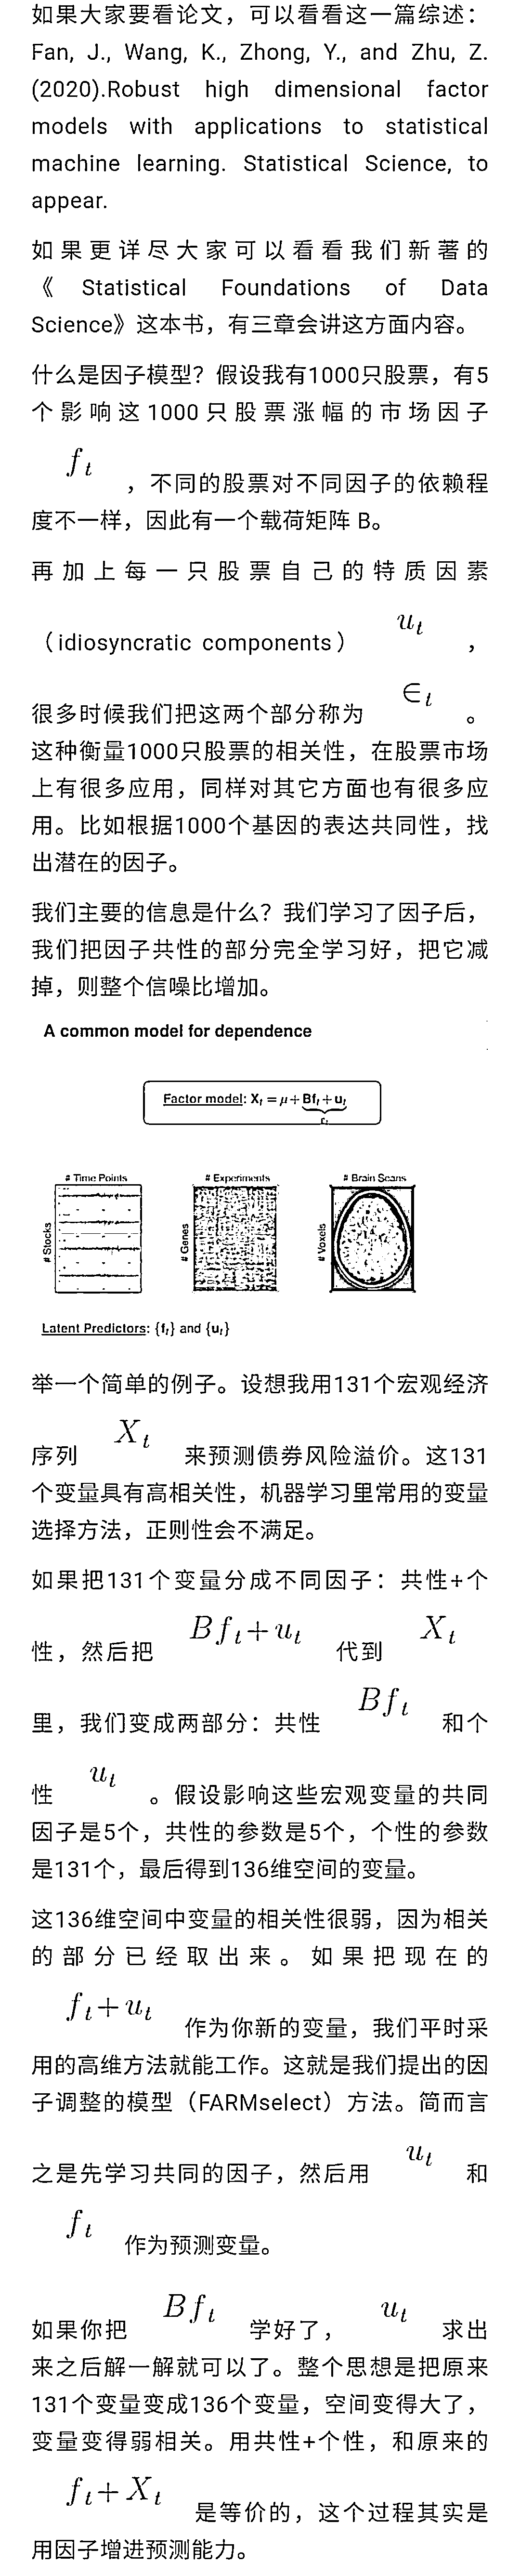 如果大家要看论文，可以看看这一篇综述：
Fan, J., Wang, K., Zhong, Y., and Zhu, Z.
(2020).Robust high dimensional factor
models with applications to statistical
machine learning. Statistical Science, to
appear.
如果更详尽大家可以看看我们新著的
《Statistical Foundations of Data
Science》这本书，有三章会讲这方面内容。
什么是因子模型？假设我有1000只股票，有5
个影响这1000只股票涨幅的市场因子
f_t ，不同的股票对不同因子的依赖程
度不一样，因此有一个载荷矩阵 B。
再加上每一只股票自己的特质因素
（idiosyncratic components） u_t ，
很多时候我们把这两个部分称为 ∈_t 。
这种衡量1000只股票的相关性，在股票市场
上有很多应用，同样对其它方面也有很多应
用。比如根据1000个基因的表达共同性，找
出潜在的因子。
我们主要的信息是什么？我们学习了因子后，
我们把因子共性的部分完全学习好，把它减
掉，则整个信噪比增加。
A common model for dependence
Factor model: X_t = μ + Bf_t + u_t
# Time Points # Experiments # Brain Scans
# Stocks # Genes # Voxels
Latent Predictors: {f_t} and {u_t}
举一个简单的例子。设想我用131个宏观经济
序列 X_t 来预测债券风险溢价。这131
个变量具有高相关性，机器学习里常用的变量
选择方法，正则性会不满足。
如果把131个变量分成不同因子：共性+个
性，然后把 Bf_t+u_t 代到 X_t
里，我们变成两部分：共性 Bf_t 和个
性 u_t 。假设影响这些宏观变量的共同
因子是5个，共性的参数是5个，个性的参数
是131个，最后得到136维空间的变量。
这136维空间中变量的相关性很弱，因为相关
的部分已经取出来。如果把现在的
f_t+u_t 作为你新的变量，我们平时采
用的高维方法就能工作。这就是我们提出的因
子调整的模型（FARMselect）方法。简而言
之是先学习共同的因子，然后用 u_t 和
f_t 作为预测变量。
如果你把 Bf_t 学好了， u_t 求出
来之后解一解就可以了。整个思想是把原来
131个变量变成136个变量，空间变得大了，
变量变得弱相关。用共性+个性，和原来的
f_t+X_t 是等价的，这个过程其实是
用因子增进预测能力。